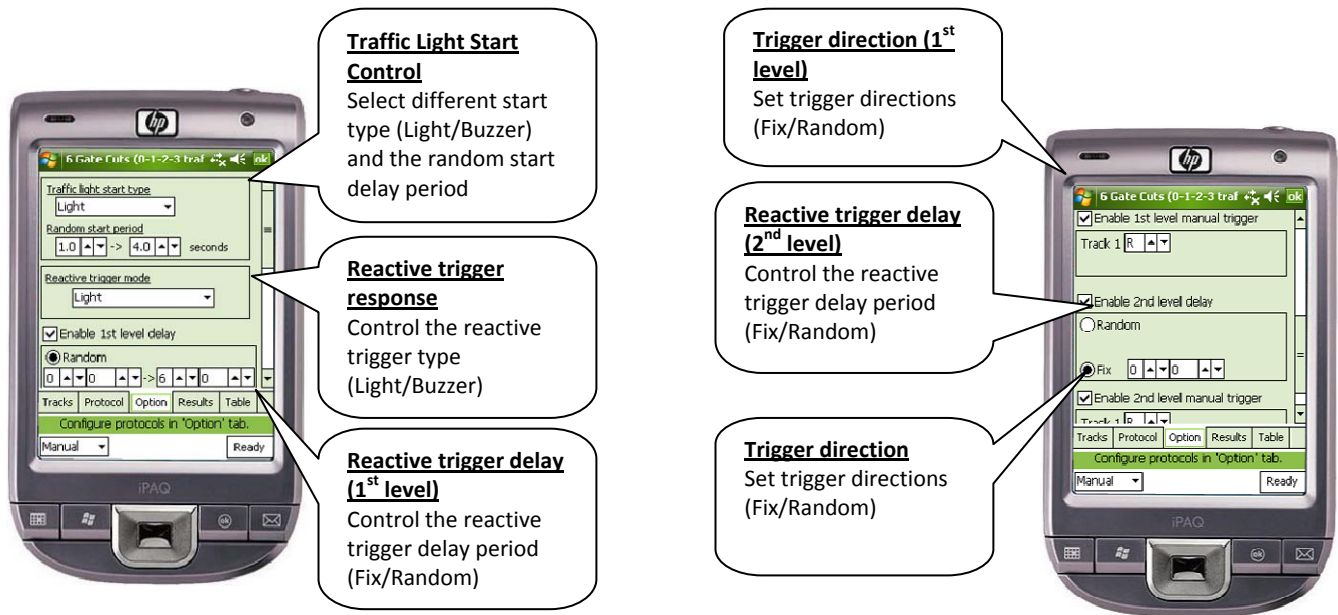 Traffic Light Start
Control
Select different start
type (Light/Buzzer)
and the random start
delay period
Reactive trigger
response
Control the reactive
trigger type
(Light/Buzzer)
Reactive trigger delay
(1st level)
Control the reactive
trigger delay period
(Fix/Random)
hp
6 Gate Cuts (0-1-2-3 traf ok
Traffic light start type
Light
Random start period
1.0 -> 4.0 seconds
Reactive trigger mode
Light
Enable 1st level delay
Random
0 0 -> 6 0
Tracks Protocol Option Results Table
Configure protocols in 'Option' tab.
Manual Ready
iPAQ
ok
Trigger direction (1st
level)
Set trigger directions
(Fix/Random)
Reactive trigger delay
(2nd level)
Control the reactive
trigger delay period
(Fix/Random)
Trigger direction
Set trigger directions
(Fix/Random)
hp
6 Gate Cuts (0-1-2-3 traf ok
Enable 1st level manual trigger
Track 1 R
Enable 2nd level delay
Random
Fix 0 0
Enable 2nd level manual trigger
Track 1 R
Tracks Protocol Option Results Table
Configure protocols in 'Option' tab.
Manual Ready
iPAQ
ok